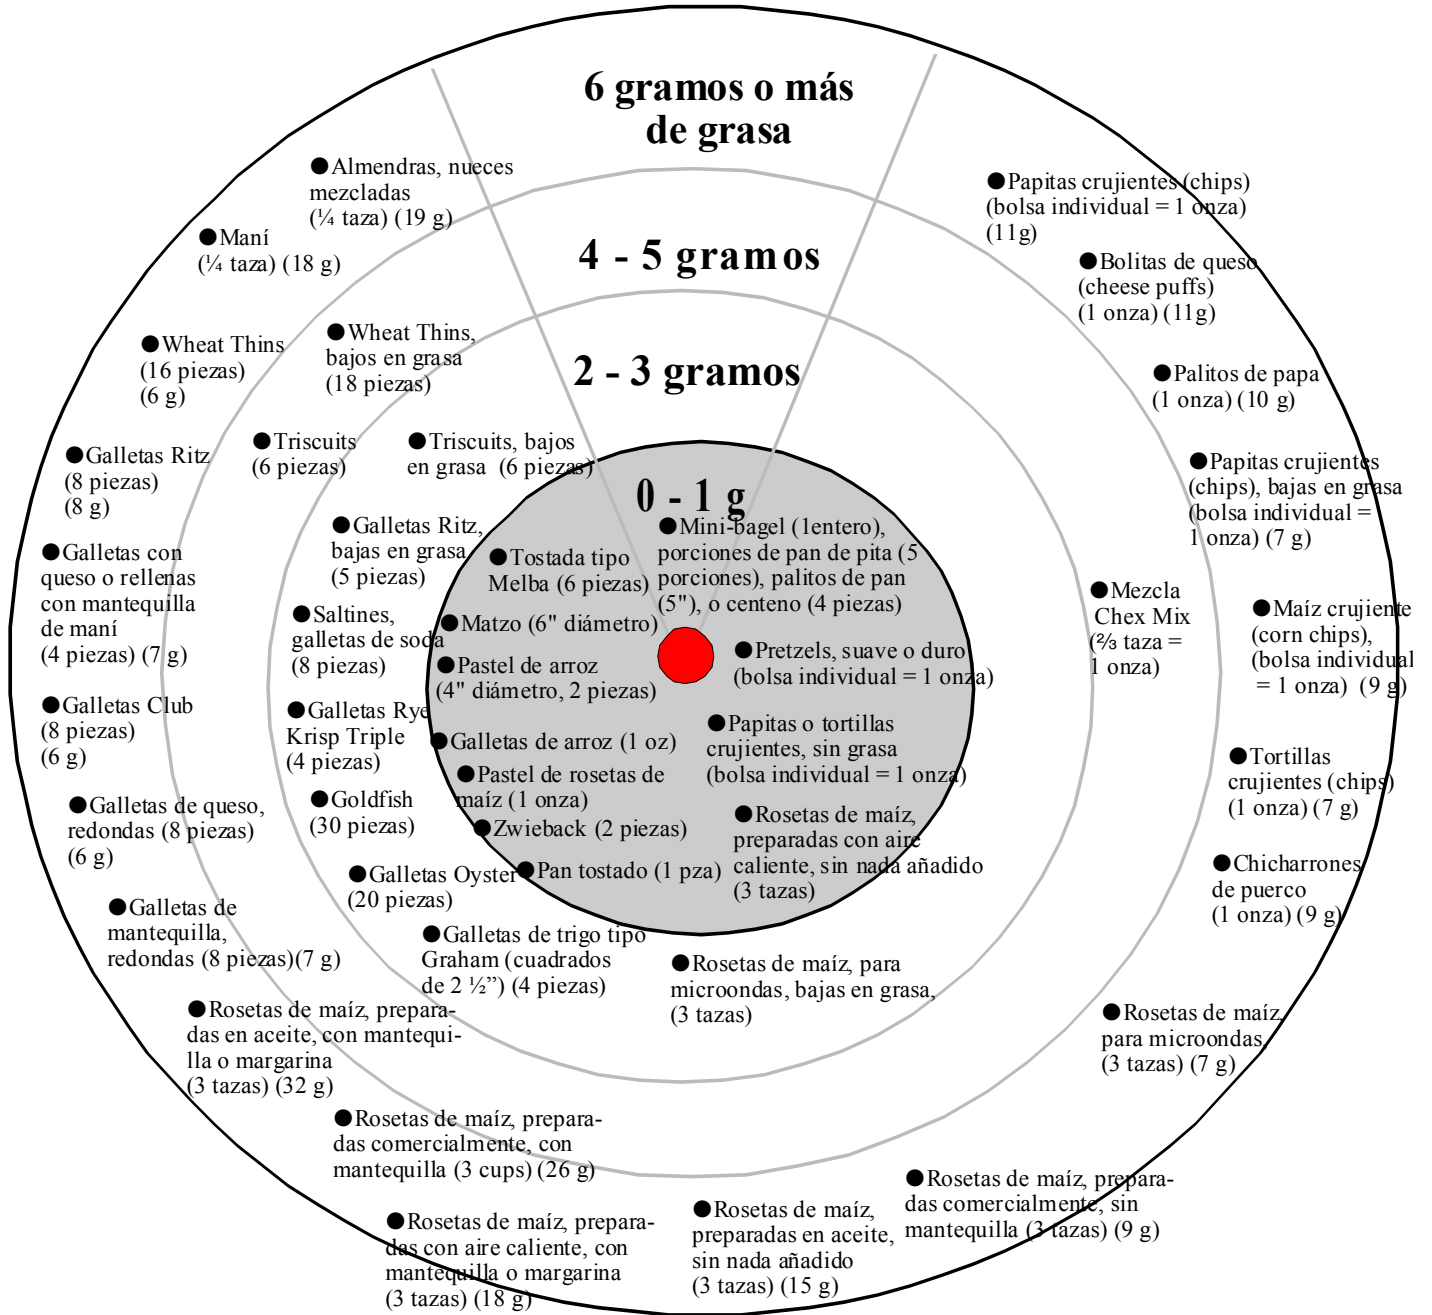 6 gramos o más
de grasa
4 - 5 gramos
2 - 3 gramos
0 - 1 g
●Almendras, nueces
mezcladas
(¼ taza) (19 g)
●Maní
(¼ taza) (18 g)
●Wheat Thins
(16 piezas)
(6 g)
●Galletas Ritz
(8 piezas)
(8 g)
●Galletas con
queso o rellenas
con mantequilla
de maní
(4 piezas) (7 g)
●Galletas Club
(8 piezas)
(6 g)
●Galletas de queso,
redondas (8 piezas)
(6 g)
●Galletas de
mantequilla,
redondas (8 piezas)(7 g)
●Rosetas de maíz, prepara-
das en aceite, con mantequi-
lla o margarina
(3 tazas) (32 g)
●Rosetas de maíz, prepara-
das comercialmente, con
mantequilla (3 cups) (26 g)
●Rosetas de maíz, prepara-
das con aire caliente, con
mantequilla o margarina
(3 tazas) (18 g)
●Rosetas de maíz,
preparadas en aceite,
sin nada añadido
(3 tazas) (15 g)
●Rosetas de maíz, prepara-
das comercialmente, sin
mantequilla (3 tazas) (9 g)
●Rosetas de maíz,
para microondas,
(3 tazas) (7 g)
●Chicharrones
de puerco
(1 onza) (9 g)
●Tortillas
crujientes (chips)
(1 onza) (7 g)
●Maíz crujiente
(corn chips),
(bolsa individual
= 1 onza) (9 g)
●Papitas crujientes
(chips), bajas en grasa
(bolsa individual =
1 onza) (7 g)
●Palitos de papa
(1 onza) (10 g)
●Bolitas de queso
(cheese puffs)
(1 onza) (11g)
●Papitas crujientes (chips)
(bolsa individual = 1 onza)
(11g)
●Wheat Thins,
bajos en grasa
(18 piezas)
●Triscuits
(6 piezas)
●Triscuits, bajos
en grasa (6 piezas)
●Galletas Ritz,
bajas en grasa
(5 piezas)
●Saltines,
galletas de soda
(8 piezas)
●Galletas Rye
Krisp Triple
(4 piezas)
●Goldfish
(30 piezas)
●Galletas Oyster
(20 piezas)
●Galletas de trigo tipo
Graham (cuadrados
de 2 ½”) (4 piezas)
●Rosetas de maíz, para
microondas, bajas en grasa,
(3 tazas)
●Mezcla
Chex Mix
(⅔ taza =
1 onza)
●Tostada tipo
Melba (6 piezas)
●Matzo (6" diámetro)
●Pastel de arroz
(4" diámetro, 2 piezas)
●Galletas de arroz (1 oz)
●Pastel de rosetas de
maíz (1 onza)
●Zwieback (2 piezas)
●Pan tostado (1 pza)
●Mini-bagel (1entero),
porciones de pan de pita (5
porciones), palitos de pan
(5"), o centeno (4 piezas)
●Pretzels, suave o duro
(bolsa individual = 1 onza)
●Papitas o tortillas
crujientes, sin grasa
(bolsa individual = 1 onza)
●Rosetas de maíz,
preparadas con aire
caliente, sin nada añadido
(3 tazas)